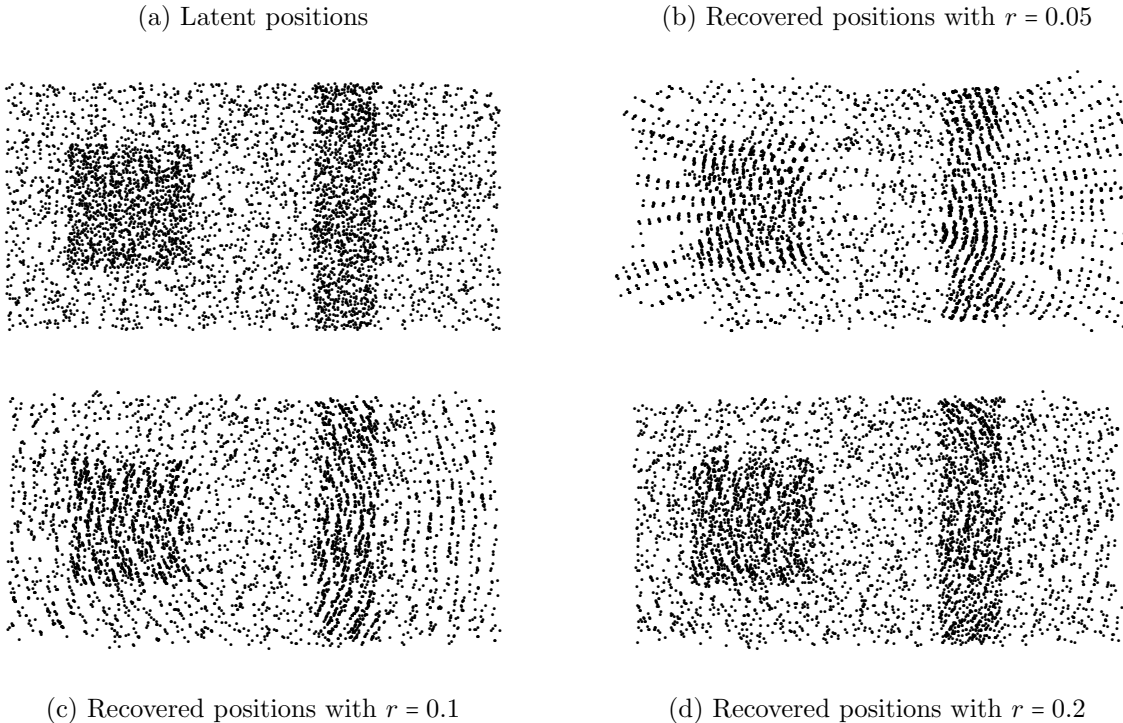 (a) Latent positions
(b) Recovered positions with r = 0.05
(c) Recovered positions with r = 0.1
(d) Recovered positions with r = 0.2